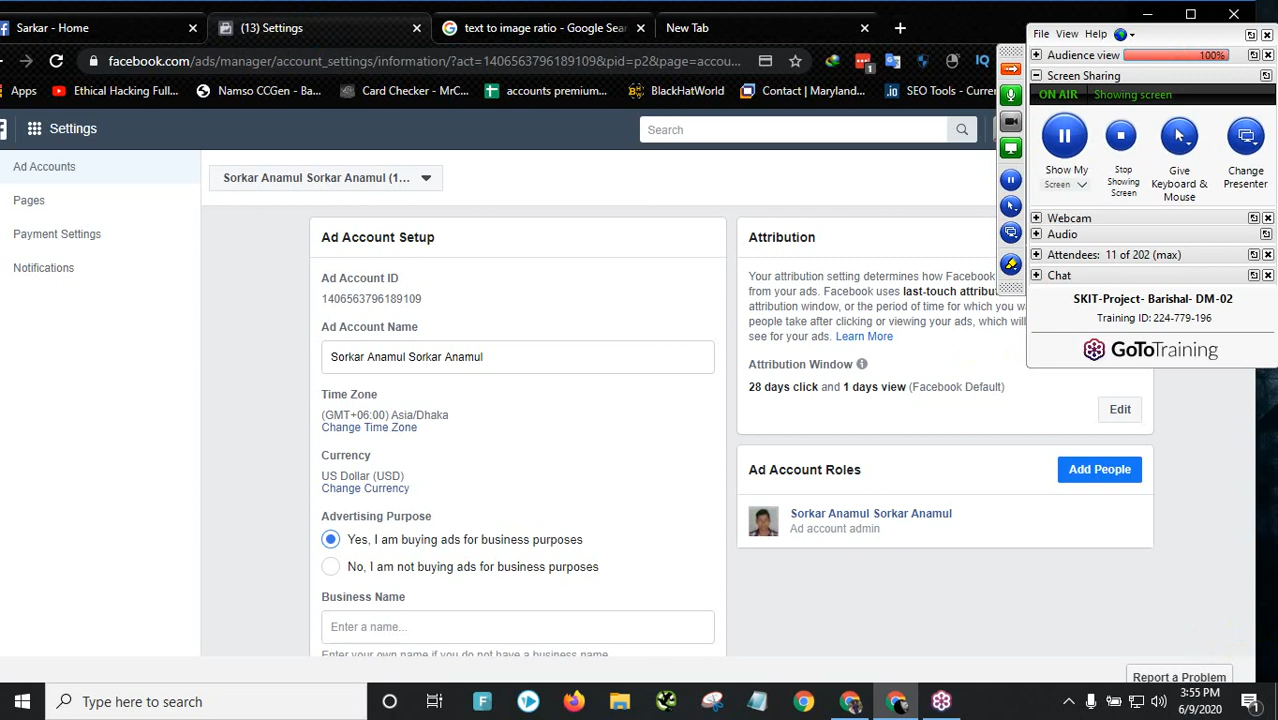 Sarkar - Home
(13) Settings
text to image ratio - Google Sear
New Tab
facebook.com/ads/manager/account_settings/information/?act=1406563796189109&pid=p2&page=accou...
1
IQ
Apps
Ethical Hacking Full...
Namso CCGen - Ba...
Card Checker - MrC...
accounts premium...
BlackHatWorld
Contact | Maryland...
.io
SEO Tools - Current
Settings
Search
Ad Accounts
Pages
Payment Settings
Notifications
Sorkar Anamul Sorkar Anamul (1...
Ad Account Setup
Ad Account ID
1406563796189109
Ad Account Name
Sorkar Anamul Sorkar Anamul
Time Zone
(GMT+06:00) Asia/Dhaka
Change Time Zone
Currency
US Dollar (USD)
Change Currency
Advertising Purpose
Yes, I am buying ads for business purposes
No, I am not buying ads for business purposes
Business Name
Enter a name...
Enter your own name if you do not have a business name
Attribution
Your attribution setting determines how Facebook
from your ads. Facebook uses last-touch attribut
attribution window, or the period of time for which you wa
people take after clicking or viewing your ads, which will
see for your ads. Learn More
Attribution Window
28 days click and 1 days view (Facebook Default)
Edit
Ad Account Roles
Add People
Sorkar Anamul Sorkar Anamul
Ad account admin
Report a Problem
File View Help
Audience view
100%
Screen Sharing
ON AIR
Showing screen
Show My
Screen
Stop
Showing
Screen
Give
Keyboard &
Mouse
Change
Presenter
Webcam
Audio
Attendees: 11 of 202 (max)
Chat
SKIT-Project- Barishal- DM-02
Training ID: 224-779-196
GoToTraining
Type here to search
F
3:55 PM
6/9/2020
1